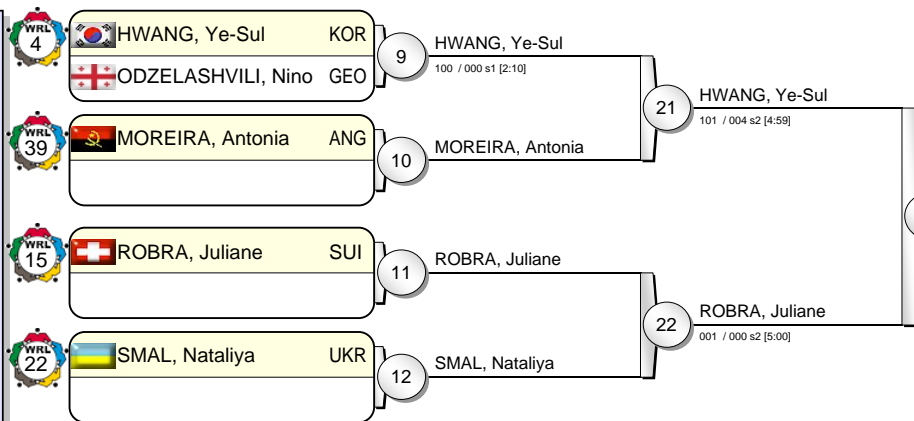 WRL
4
HWANG, Ye-Sul KOR
ODZELASHVILI, Nino GEO
9
HWANG, Ye-Sul
100 / 000 s1 [2:10]
21
HWANG, Ye-Sul
101 / 004 s2 [4:59]
WRL
39
MOREIRA, Antonia ANG
10
MOREIRA, Antonia
WRL
15
ROBRA, Juliane SUI
11
ROBRA, Juliane
22
ROBRA, Juliane
001 / 000 s2 [5:00]
WRL
22
SMAL, Nataliya UKR
12
SMAL, Nataliya